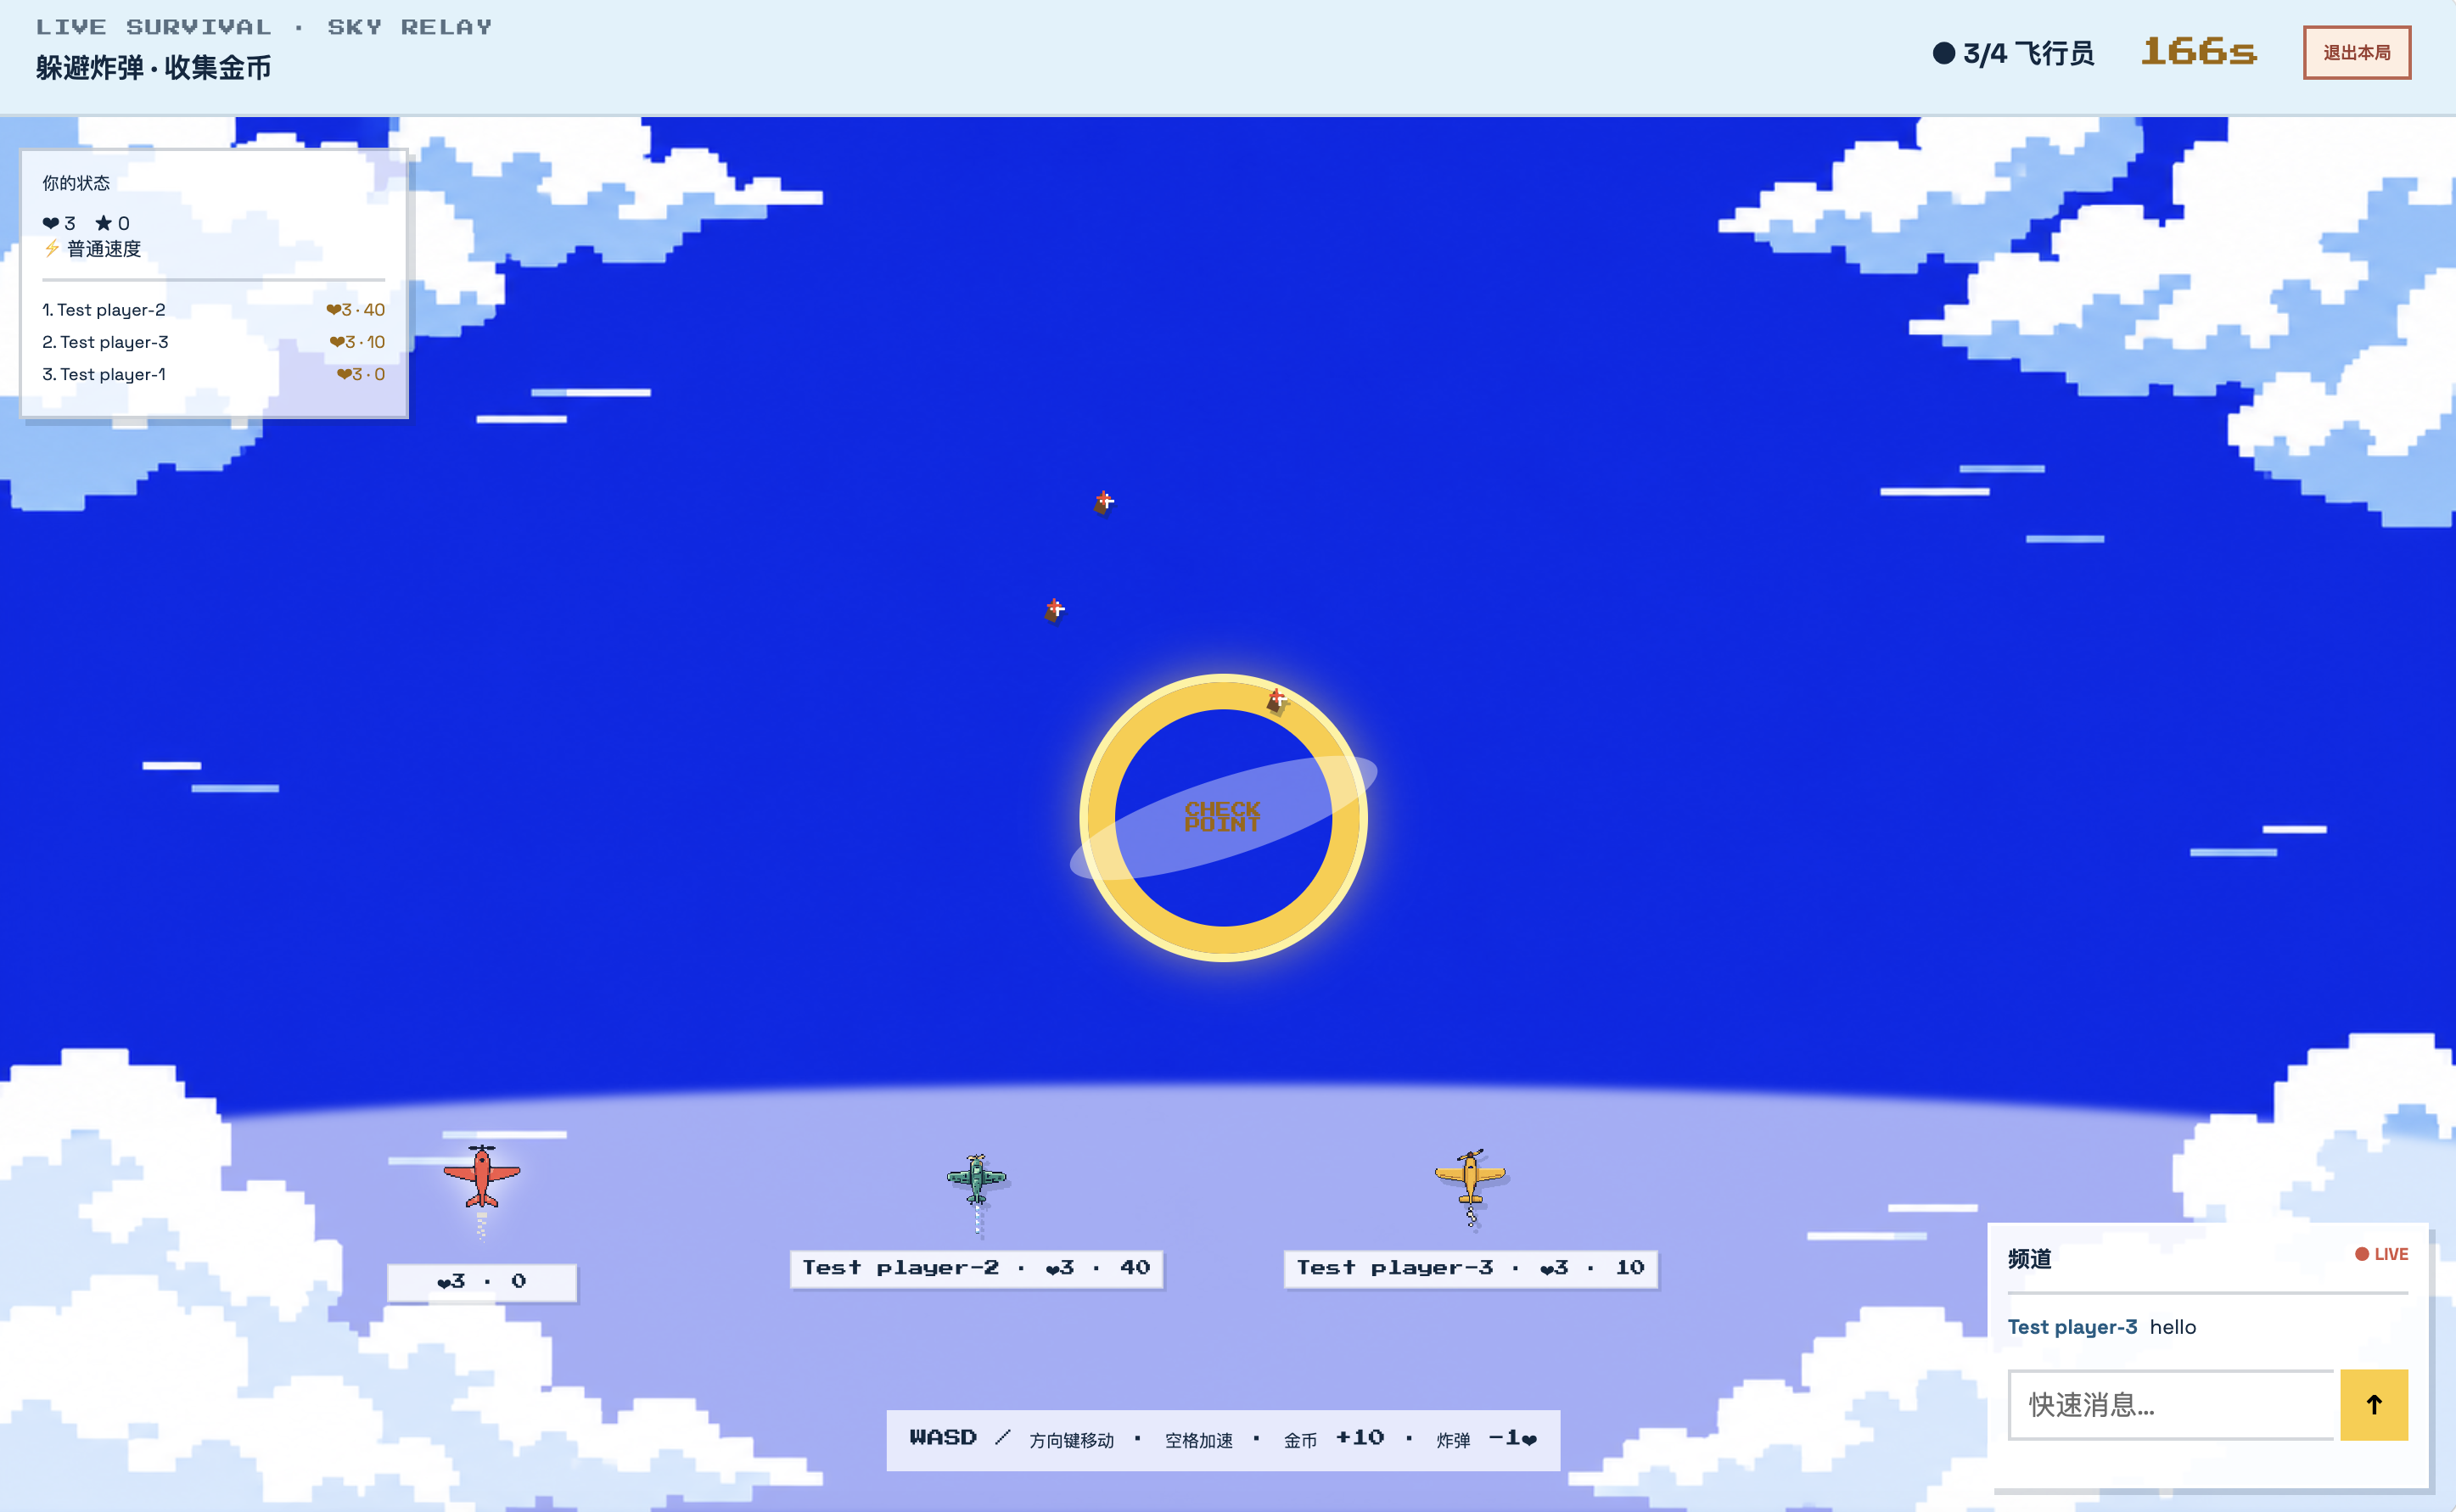 LIVE SURVIVAL · SKY RELAY
躲避炸弹·收集金币
● 3/4 飞行员
166s
退出本局
你的状态
❤ 3 ★ 0
⚡ 普通速度
1. Test player-2 ❤3 · 40
2. Test player-3 ❤3 · 10
3. Test player-1 ❤3 · 0
CHECK
POINT
❤3 · 0
Test player-2 · ❤3 · 40
Test player-3 · ❤3 · 10
频道
● LIVE
Test player-3 hello
快速消息...
↑
WASD / 方向键移动 · 空格加速 · 金币 +10 · 炸弹 -1❤